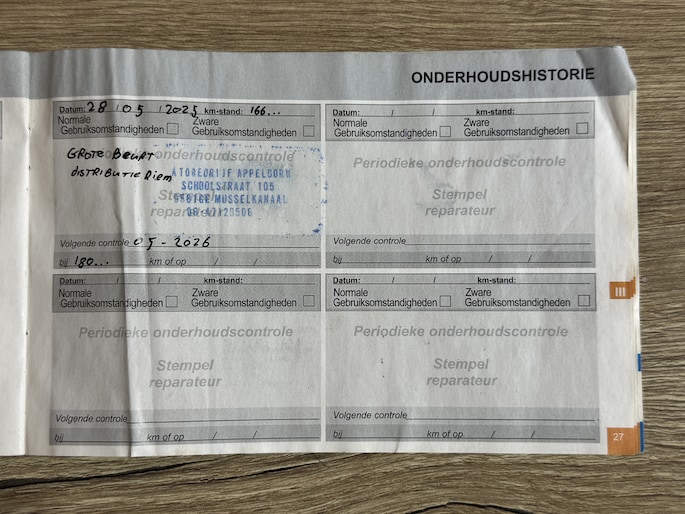 ONDERHOUDSHISTORIE
Datum: 28 / 05 / 2025 km-stand: 166...
Normale Zware
Gebruiksomstandigheden Gebruiksomstandigheden
GROTE BEURT
DISTRIBUTIE Riem
onderhoudscontrole
Stempel
reparateur
APPELDORN
SCHOOLSTRAAT 105
MUSSELKANAAL
Volgende controle 05 - 2026
bij 180... km of op / /
Datum: / / km-stand:
Normale Zware
Gebruiksomstandigheden Gebruiksomstandigheden
Periodieke onderhoudscontrole
Stempel
reparateur
Volgende controle
bij km of op / /
Datum: / / km-stand:
Normale Zware
Gebruiksomstandigheden Gebruiksomstandigheden
Periodieke onderhoudscontrole
Stempel
reparateur
Volgende controle
bij km of op / /
Datum: / / km-stand:
Normale Zware
Gebruiksomstandigheden Gebruiksomstandigheden
Periodieke onderhoudscontrole
Stempel
reparateur
Volgende controle
bij km of op / /
III
27